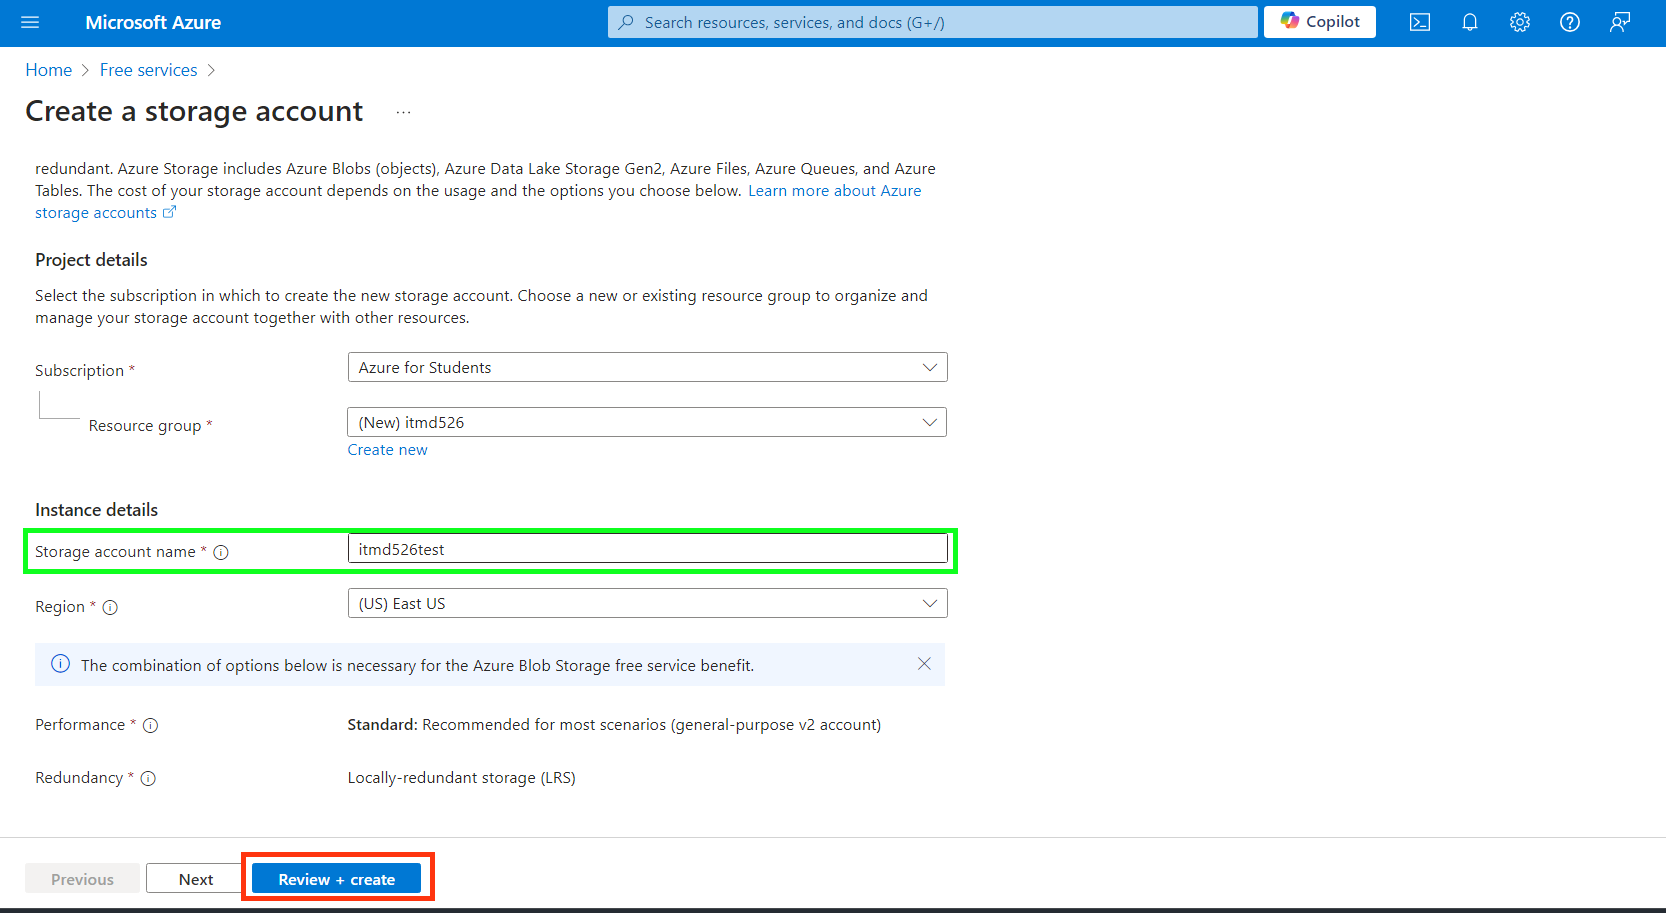 Microsoft Azure
Search resources, services, and docs (G+/)
Copilot
Home > Free services >
Create a storage account ...
redundant. Azure Storage includes Azure Blobs (objects), Azure Data Lake Storage Gen2, Azure Files, Azure Queues, and Azure
Tables. The cost of your storage account depends on the usage and the options you choose below. Learn more about Azure
storage accounts
Project details
Select the subscription in which to create the new storage account. Choose a new or existing resource group to organize and
manage your storage account together with other resources.
Subscription * Azure for Students
Resource group * (New) itmd526
Create new
Instance details
Storage account name * itmd526test
Region * (US) East US
The combination of options below is necessary for the Azure Blob Storage free service benefit.
Performance * Standard: Recommended for most scenarios (general-purpose v2 account)
Redundancy * Locally-redundant storage (LRS)
Previous Next Review + create